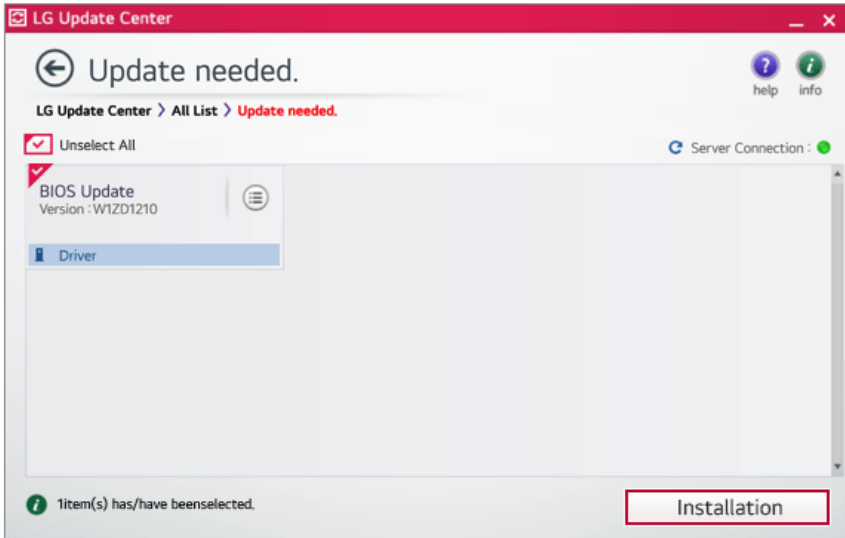 LG Update Center
Update needed.
help
info
LG Update Center > All List > Update needed.
Unselect All
Server Connection :
BIOS Update
Version : W1ZD1210
Driver
1item(s) has/have beenselected.
Installation